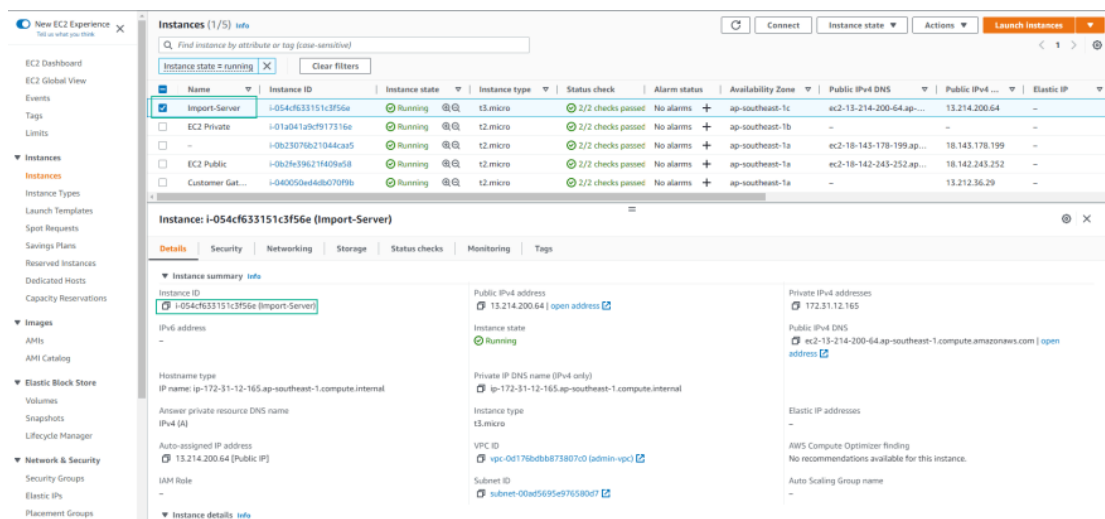 New EC2 Experience
Tell us what you think
EC2 Dashboard
EC2 Global View
Events
Tags
Limits
Instances
Instances
Instance Types
Launch Templates
Spot Requests
Savings Plans
Reserved Instances
Dedicated Hosts
Capacity Reservations
Images
AMIs
AMI Catalog
Elastic Block Store
Volumes
Snapshots
Lifecycle Manager
Network & Security
Security Groups
Elastic IPs
Placement Groups
Instances (1/5) Info
Connect Instance state Actions Launch instances
Find instance by attribute or tag (case-sensitive)
1
Instance state = running Clear filters
Name Instance ID Instance state Instance type Status check Alarm status Availability Zone Public IPv4 DNS Public IPv4 ... Elastic IP
Import-Server i-054cf633151c3f56e Running t3.micro 2/2 checks passed No alarms + ap-southeast-1c ec2-13-214-200-64.ap-... 13.214.200.64 –
EC2 Private i-01a041a9cf917316e Running t2.micro 2/2 checks passed No alarms + ap-southeast-1b – – –
– i-0b23076b21044caa5 Running t2.micro 2/2 checks passed No alarms + ap-southeast-1a ec2-18-143-178-199.ap... 18.143.178.199 –
EC2 Public i-0b2fe39621f409a58 Running t2.micro 2/2 checks passed No alarms + ap-southeast-1a ec2-18-142-243-252.ap... 18.142.243.252 –
Customer Gat... i-040050ed4db070f9b Running t2.micro 2/2 checks passed No alarms + ap-southeast-1a – 13.212.36.29 –
Instance: i-054cf633151c3f56e (Import-Server)
Details Security Networking Storage Status checks Monitoring Tags
Instance summary Info
Instance ID
i-054cf633151c3f56e (Import-Server)
Public IPv4 address
13.214.200.64 | open address
Private IPv4 addresses
172.31.12.165
IPv6 address
–
Instance state
Running
Public IPv4 DNS
ec2-13-214-200-64.ap-southeast-1.compute.amazonaws.com | open
address
Hostname type
IP name: ip-172-31-12-165.ap-southeast-1.compute.internal
Private IP DNS name (IPv4 only)
ip-172-31-12-165.ap-southeast-1.compute.internal
Answer private resource DNS name
IPv4 (A)
Instance type
t3.micro
Elastic IP addresses
–
Auto-assigned IP address
13.214.200.64 [Public IP]
VPC ID
vpc-0d176bdbb873807c0 (admin-vpc)
AWS Compute Optimizer finding
No recommendations available for this instance.
IAM Role
–
Subnet ID
subnet-00ad5695e976580d7
Auto Scaling Group name
–
Instance details Info